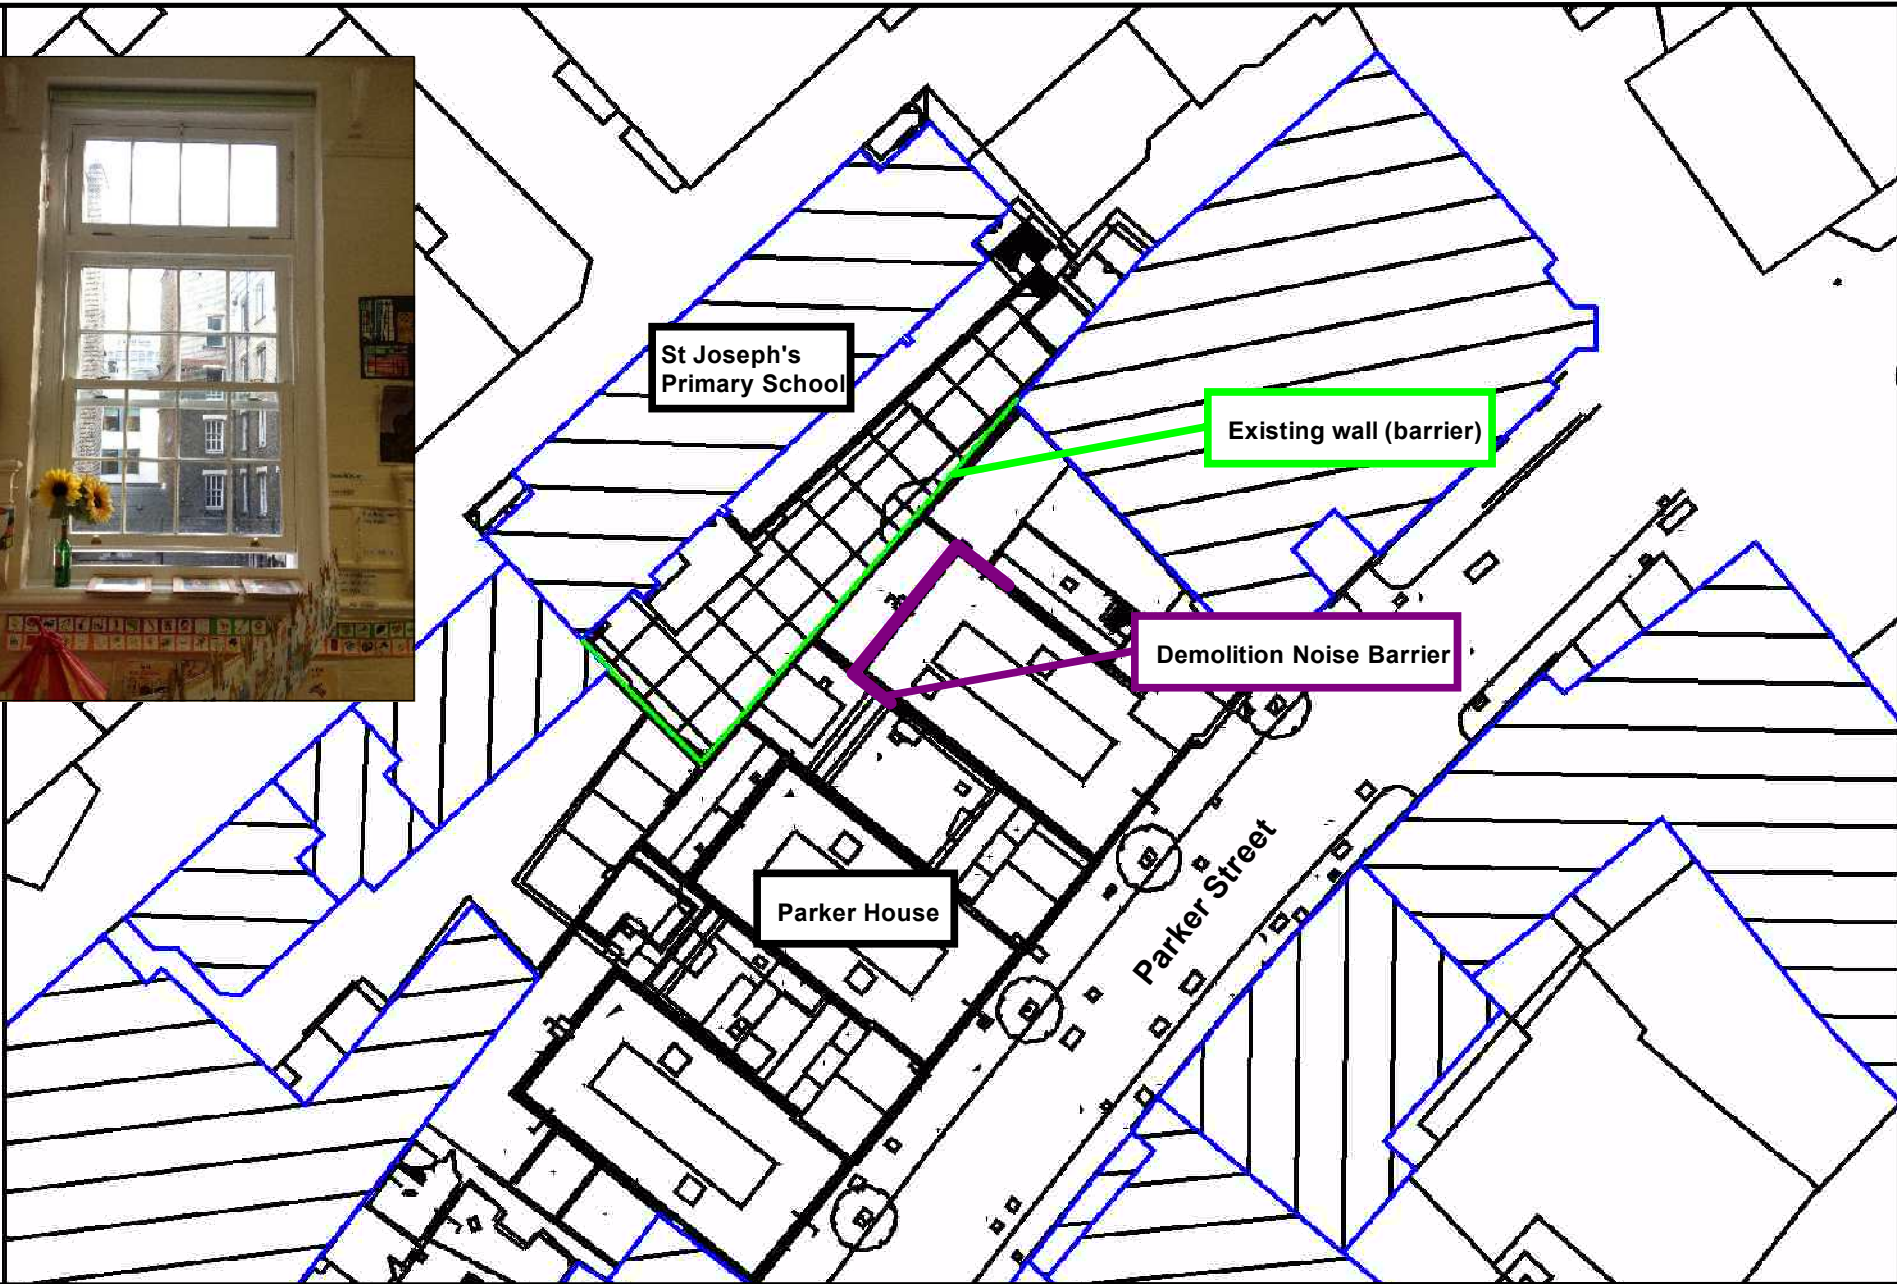 St Joseph's
Primary School
Existing wall (barrier)
Demolition Noise Barrier
Parker House
Parker Street